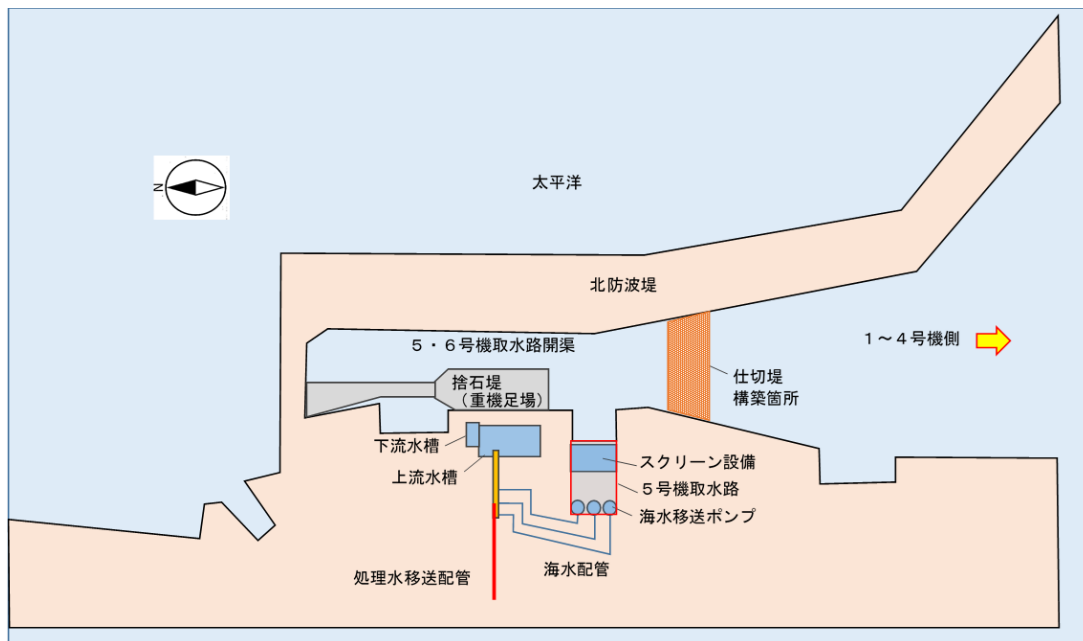 N
太平洋
北防波堤
５・６号機取水路開渠
１～４号機側
捨石堤
（重機足場）
仕切堤
構築箇所
下流水槽
上流水槽
スクリーン設備
５号機取水路
海水移送ポンプ
海水配管
処理水移送配管